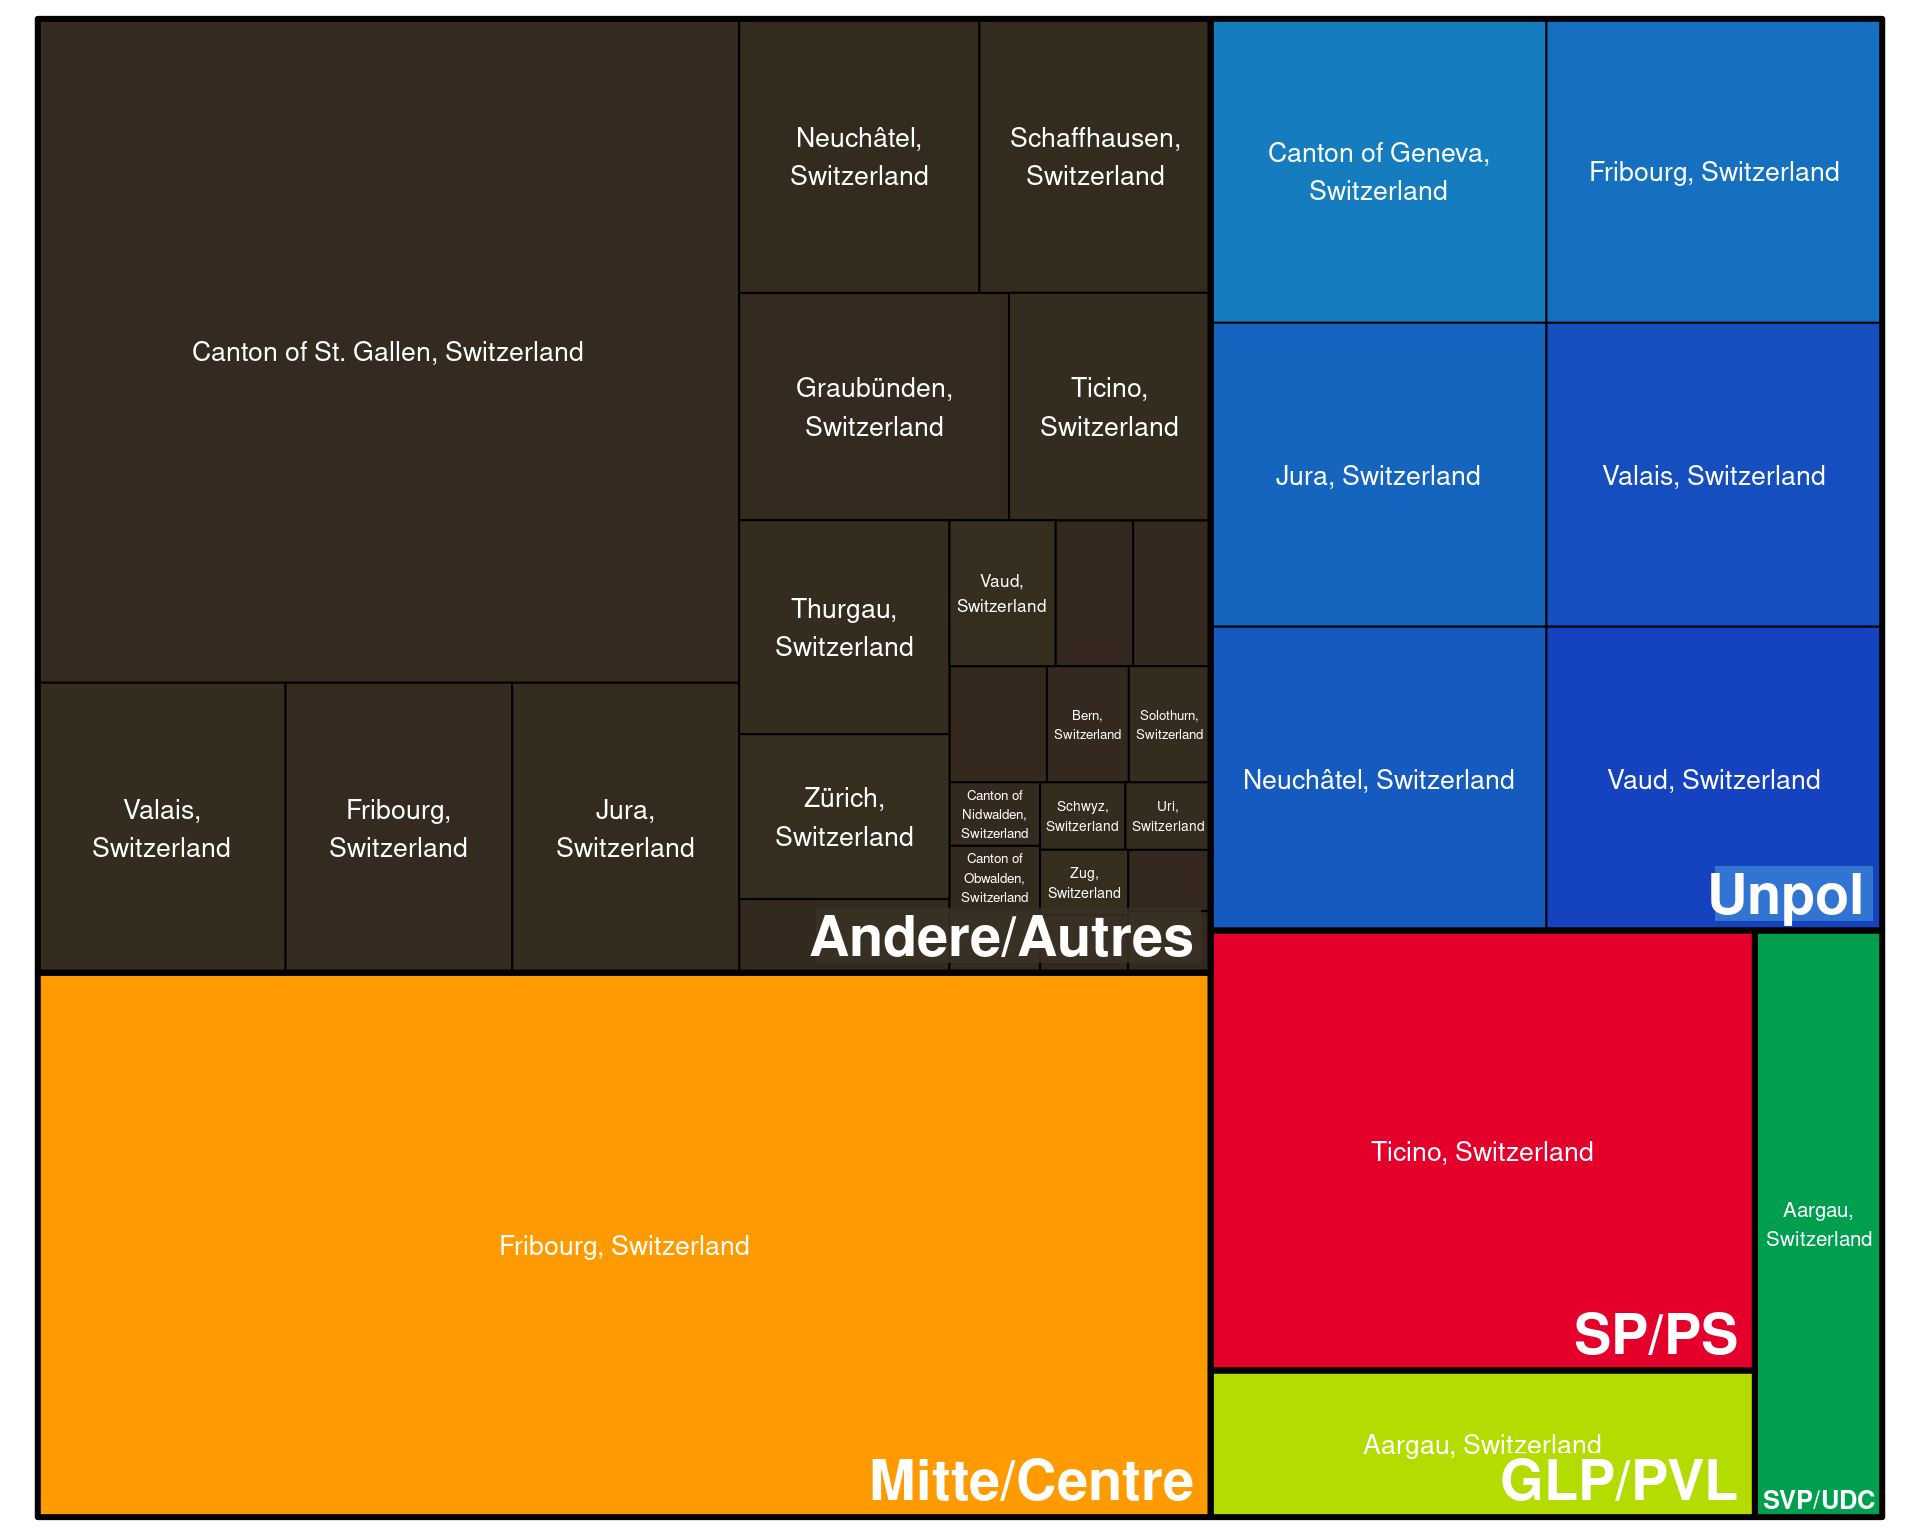 Canton of St. Gallen, Switzerland
Neuchâtel,
Switzerland
Schaffhausen,
Switzerland
Graubünden,
Switzerland
Ticino,
Switzerland
Thurgau,
Switzerland
Vaud,
Switzerland
Bern,
Switzerland
Solothurn,
Switzerland
Valais,
Switzerland
Fribourg,
Switzerland
Jura,
Switzerland
Zürich,
Switzerland
Canton of
Nidwalden,
Switzerland
Schwyz,
Switzerland
Uri,
Switzerland
Canton of
Obwalden,
Switzerland
Zug,
Switzerland
Andere/Autres
Canton of Geneva,
Switzerland
Fribourg, Switzerland
Jura, Switzerland
Valais, Switzerland
Neuchâtel, Switzerland
Vaud, Switzerland
Unpol
Fribourg, Switzerland
Mitte/Centre
Ticino, Switzerland
SP/PS
Aargau, Switzerland
GLP/PVL
Aargau,
Switzerland
SVP/UDC